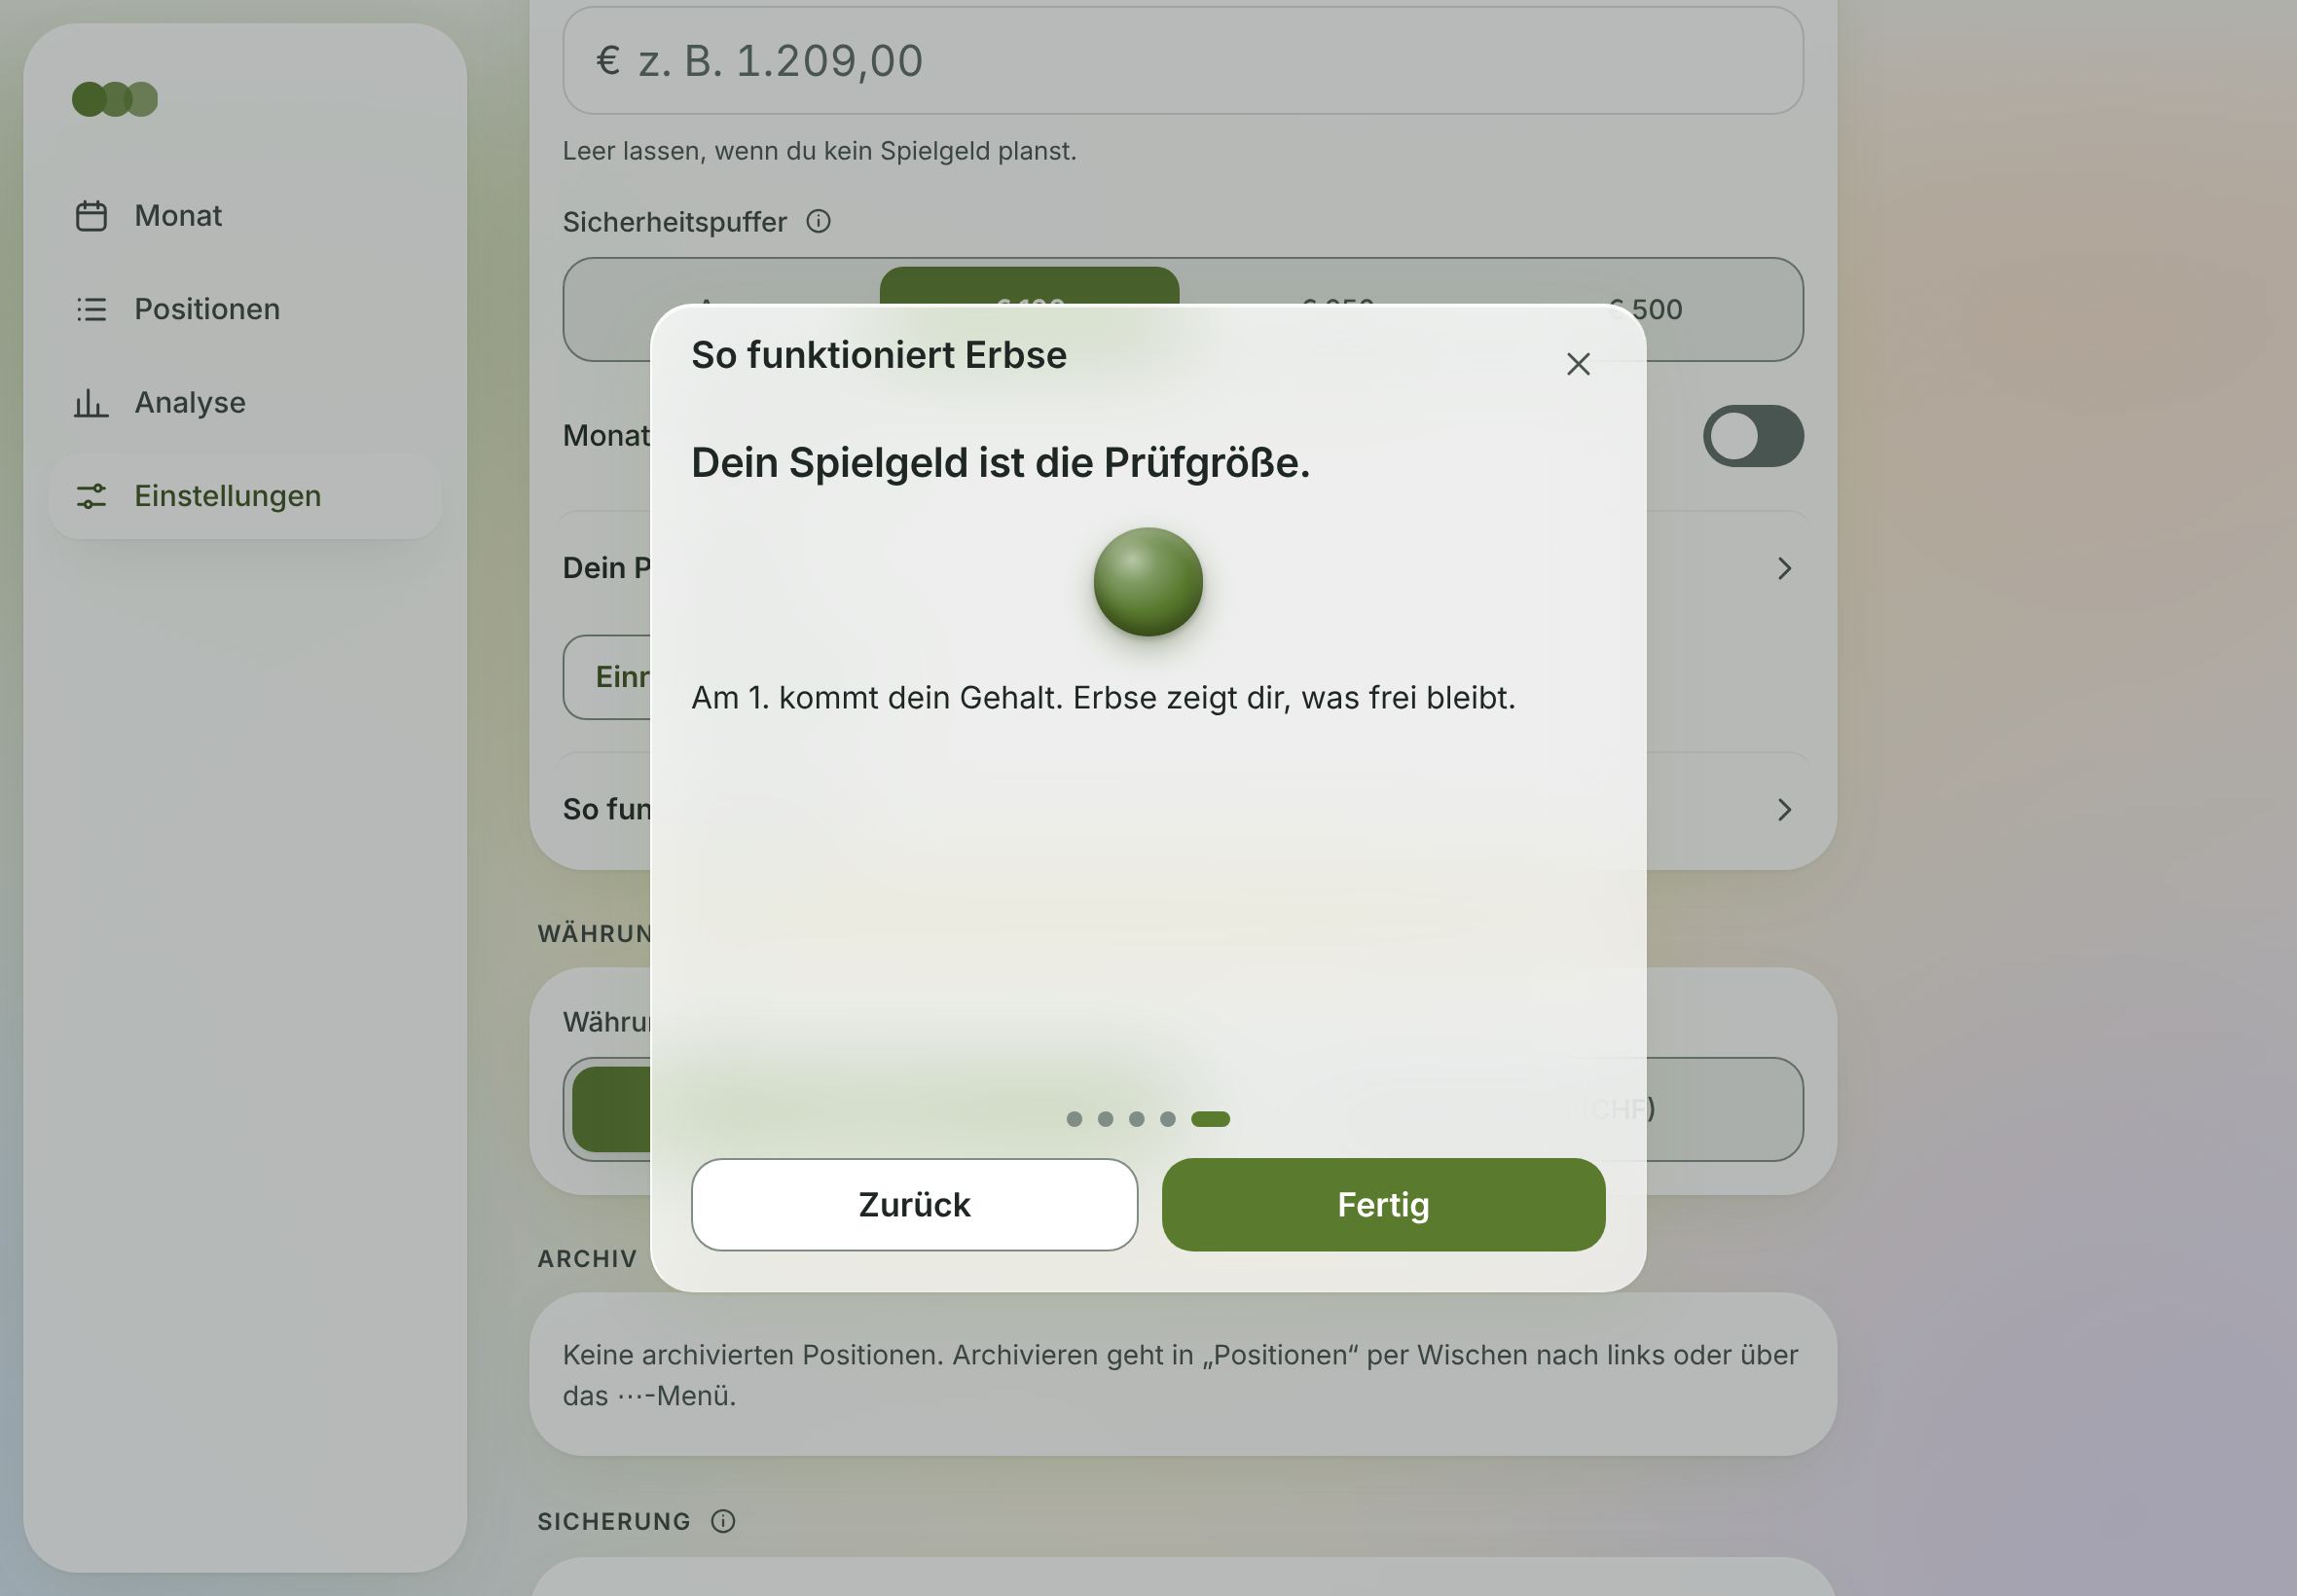 € z. B. 1.209,00
Leer lassen, wenn du kein Spielgeld planst.
Monat
Sicherheitspuffer
Positionen
500
So funktioniert Erbse
Analyse
Monat
Dein Spielgeld ist die Prüfgröße.
Einstellungen
Dein P
Einr
Am 1. kommt dein Gehalt. Erbse zeigt dir, was frei bleibt.
So fun
WÄHRUN
Währu
CHF)
Zurück
Fertig
ARCHIV
Keine archivierten Positionen. Archivieren geht in „Positionen“ per Wischen nach links oder über
das ⋯-Menü.
SICHERUNG